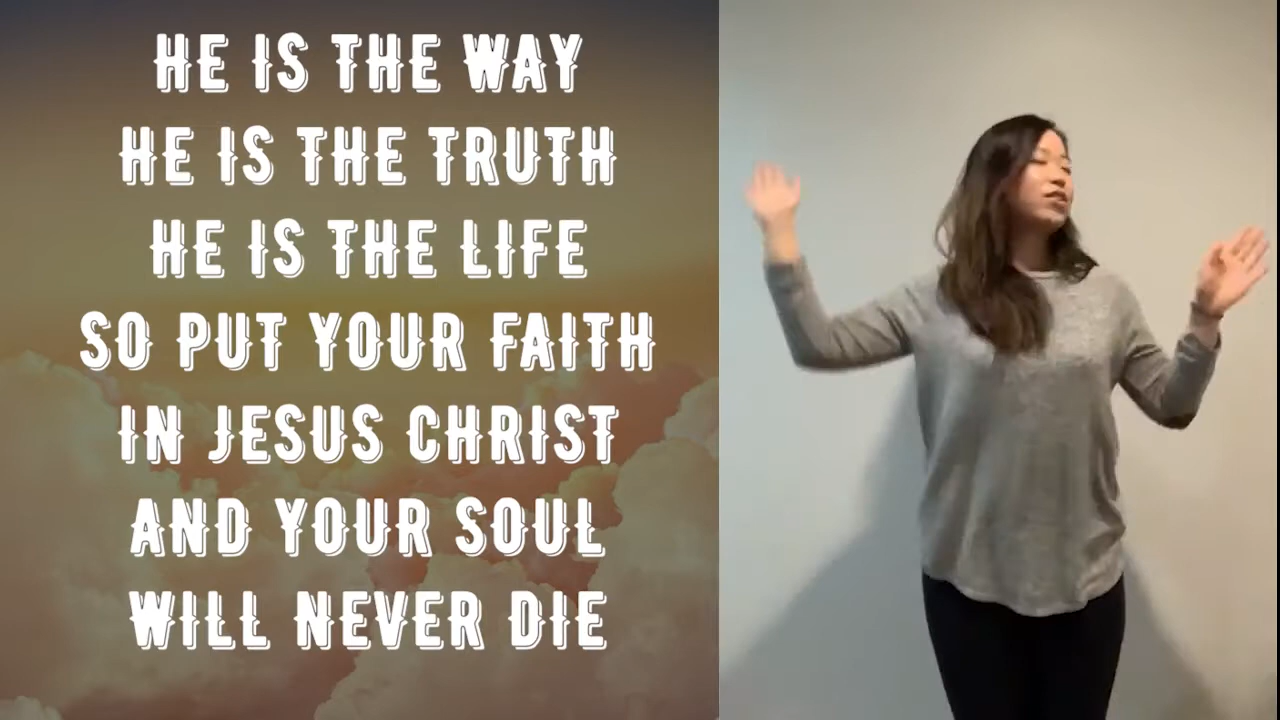 HE IS THE WAY
HE IS THE TRUTH
HE IS THE LIFE
SO PUT YOUR FAITH
IN JESUS CHRIST
AND YOUR SOUL
WILL NEVER DIE